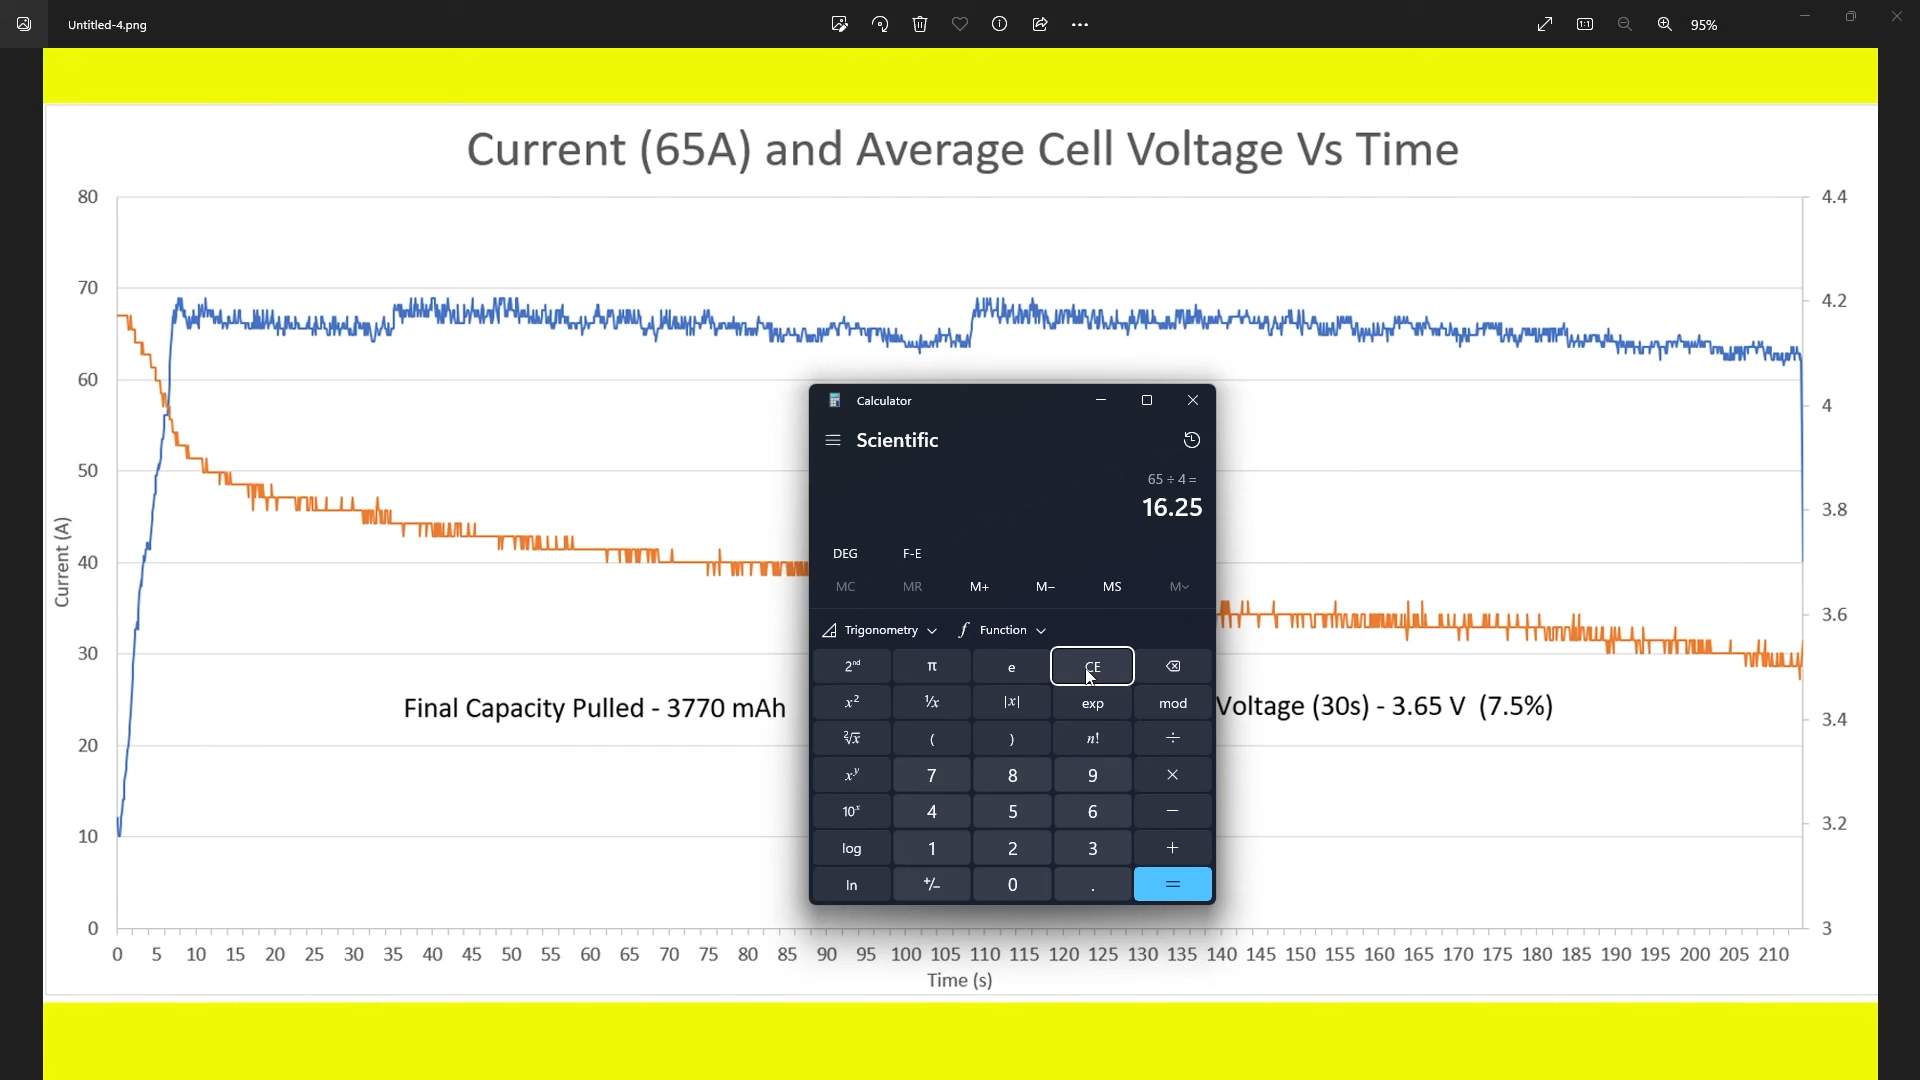 Untitled-4.png
95%
Current (65A) and Average Cell Voltage Vs Time
80
70
60
50
40
30
20
10
0
Current (A)
4.4
4.2
4
3.8
3.6
3.4
3.2
3
Calculator
Scientific
65 ÷ 4 =
16.25
DEG F-E
MC MR M+ M− MS M
Trigonometry f Function
2ⁿᵈ π e CE
x² ¹/x |x| exp mod
²√x ( ) n! ÷
xʸ 7 8 9 ×
10ˣ 4 5 6 −
log 1 2 3 +
ln +/− 0 . =
Final Capacity Pulled - 3770 mAh
Voltage (30s) - 3.65 V (7.5%)
0 5 10 15 20 25 30 35 40 45 50 55 60 65 70 75 80 85 90 95 100 105 110 115 120 125 130 135 140 145 150 155 160 165 170 175 180 185 190 195 200 205 210
Time (s)